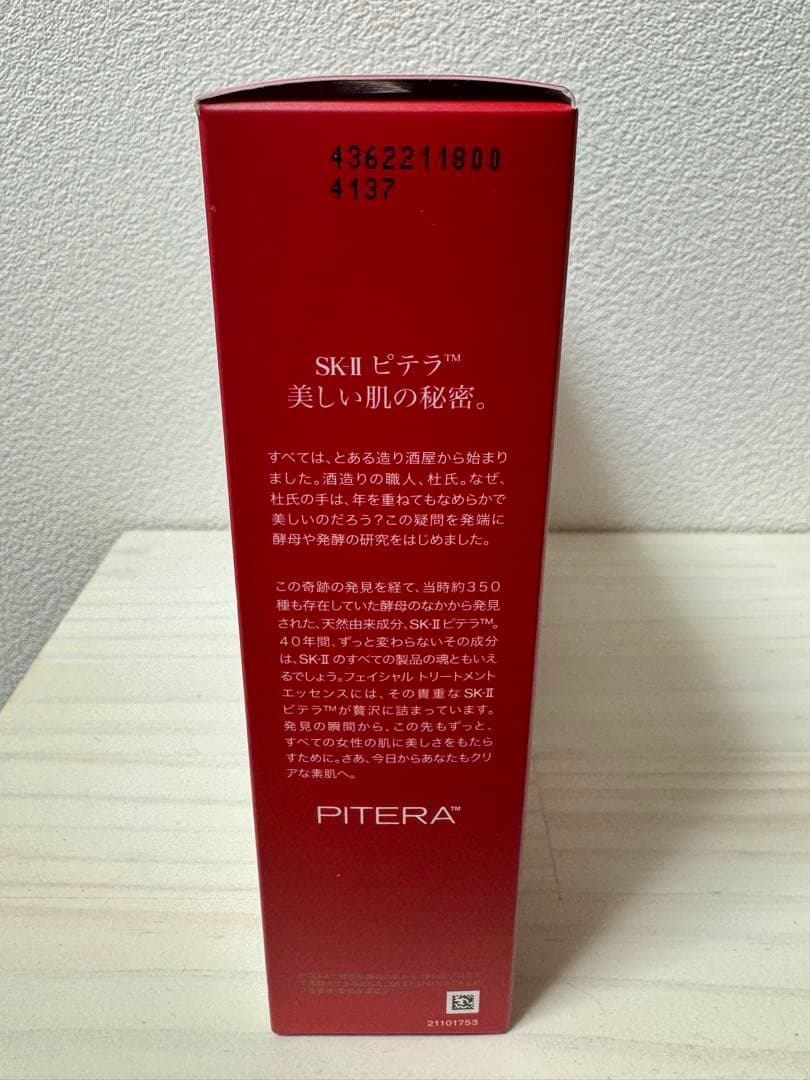 4362211800
4137
SK-II ピテラ™
美しい肌の秘密。
すべては、とある造り酒屋から始まり
ました。酒造りの職人、杜氏。なぜ、
杜氏の手は、年を重ねてもなめらかで
美しいのだろう?この疑問を発端に
酵母や発酵の研究をはじめました。
この奇跡の発見を経て、当時約350
種も存在していた酵母のなかから発見
された、天然由来成分、SK-IIピテラ™。
40年間、ずっと変わらないその成分
は、SK-IIのすべての製品の魂ともいえ
るでしょう。フェイシャル トリートメント
エッセンスには、その貴重なSK-II
ピテラ™が贅沢に詰まっています。
発見の瞬間から、この先もずっと、
すべての女性の肌に美しさをもたら
すために。さあ、今日からあなたもクリ
アな素肌へ。
PITERA™
21101753